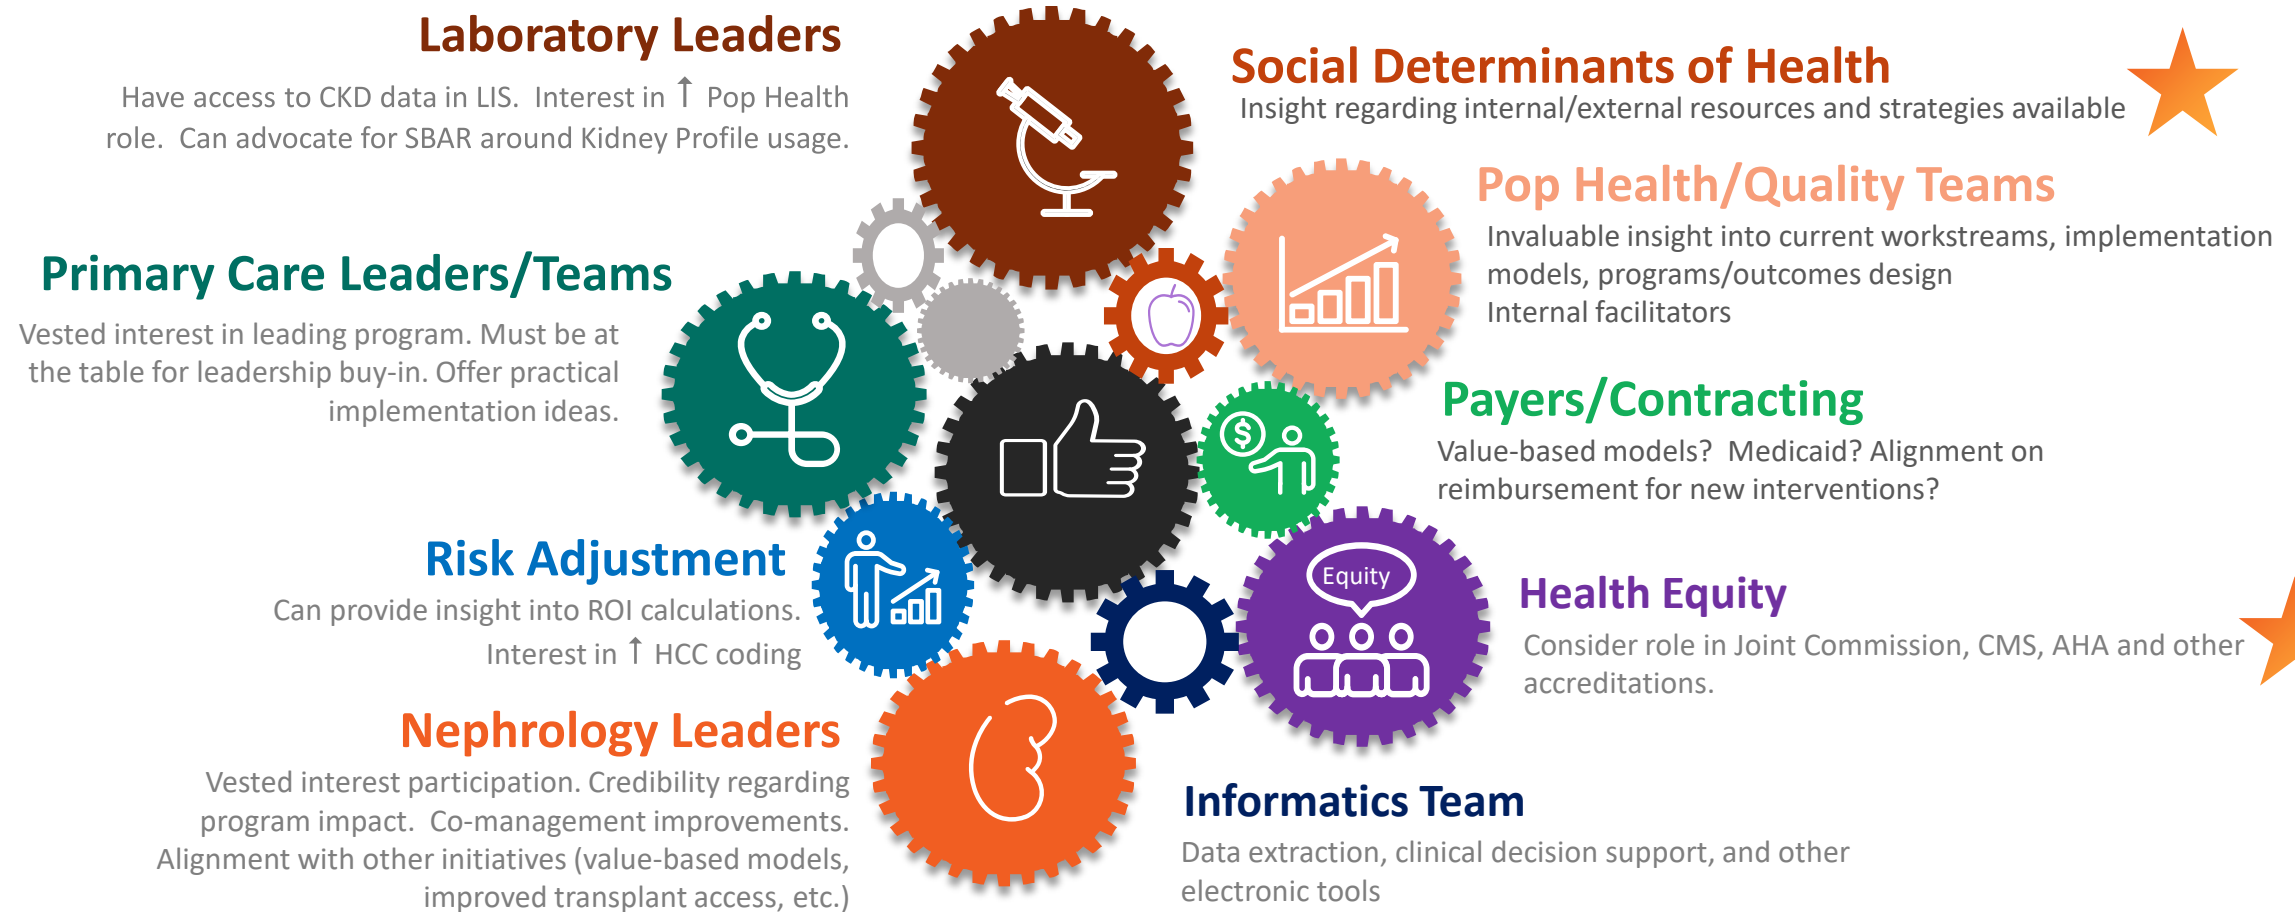 Laboratory Leaders
Have access to CKD data in LIS. Interest in ↑ Pop Health
role. Can advocate for SBAR around Kidney Profile usage.
Social Determinants of Health
Insight regarding internal/external resources and strategies available
Pop Health/Quality Teams
Invaluable insight into current workstreams, implementation
models, programs/outcomes design
Internal facilitators
Primary Care Leaders/Teams
Vested interest in leading program. Must be at
the table for leadership buy-in. Offer practical
implementation ideas.
Payers/Contracting
$
Value-based models? Medicaid? Alignment on
reimbursement for new interventions?
Risk Adjustment
Can provide insight into ROI calculations.
Interest in ↑ HCC coding
Equity
Health Equity
Consider role in Joint Commission, CMS, AHA and other
accreditations.
Nephrology Leaders
Vested interest participation. Credibility regarding
program impact. Co-management improvements.
Alignment with other initiatives (value-based models,
improved transplant access, etc.)
Informatics Team
Data extraction, clinical decision support, and other
electronic tools